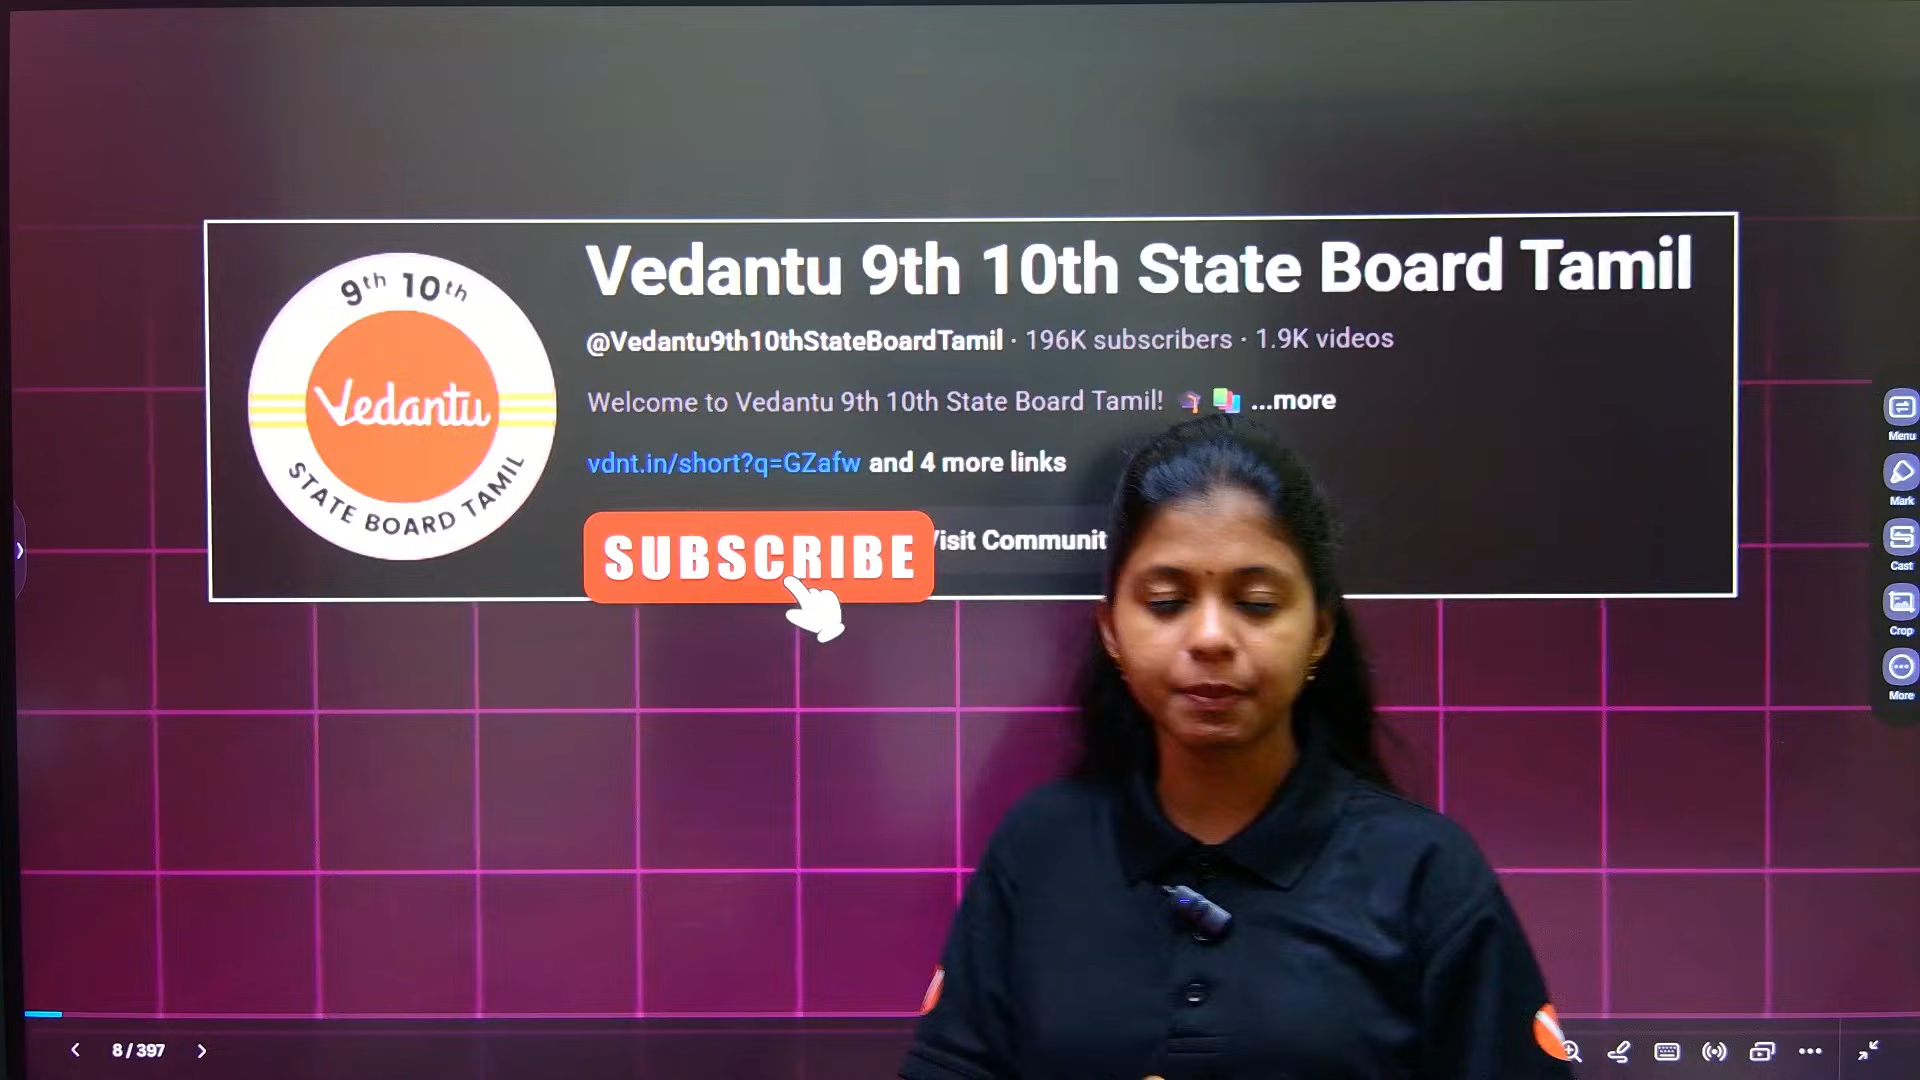 9th 10th
Vedantu
STATE BOARD TAMIL
Vedantu 9th 10th State Board Tamil
@Vedantu9th10thStateBoardTamil · 196K subscribers · 1.9K videos
Welcome to Vedantu 9th 10th State Board Tamil! ...more
vdnt.in/short?q=GZafw and 4 more links
SUBSCRIBE
isit Communit
Menu
Mark
Cast
Crop
More
8 / 397